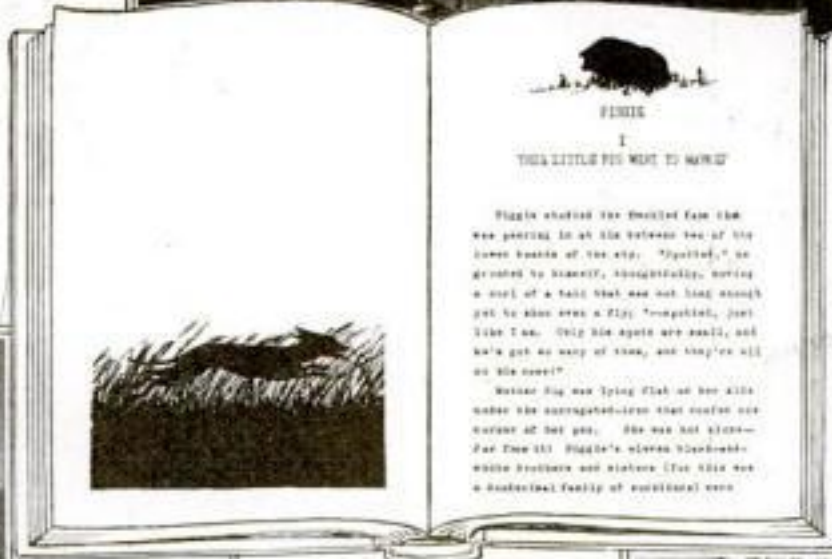 PIGGIE
I
THIS LITTLE PIG WENT TO MARKET
Piggie studied the freckled face that
was peering in at him between two of the
lower boards of the sty. "Spotted," he
grunted to himself, thoughtfully, moving
a curl of a tail that was not long enough
yet to shoo even a fly; "--spotted, just
like I am. Only his spots are small, and
he's got so many of them, and they're all
on his nose!"
Mother Pig was lying flat on her side
under the corrugated-iron that roofed one
corner of her pen. She was not alone--
Far from it! Piggie's eleven black-and-
white brothers and sisters (for this was
a duodecimal family of porkers) were